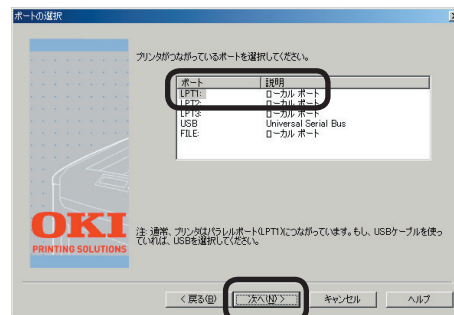 ポートの選択
プリンタがつながっているポートを選択してください。
ポート 説明
LPT1: ローカル ポート
LPT2: ローカル ポート
LPT3: ローカル ポート
USB Universal Serial Bus
FILE: ローカル ポート
OKI
PRINTING SOLUTIONS
注: 通常、プリンタはパラレルポート(LPT1)につながっています。もし、USBケーブルを使っ
ていれば、USBを選択してください。
< 戻る(B) 次へ(N) > キャンセル ヘルプ